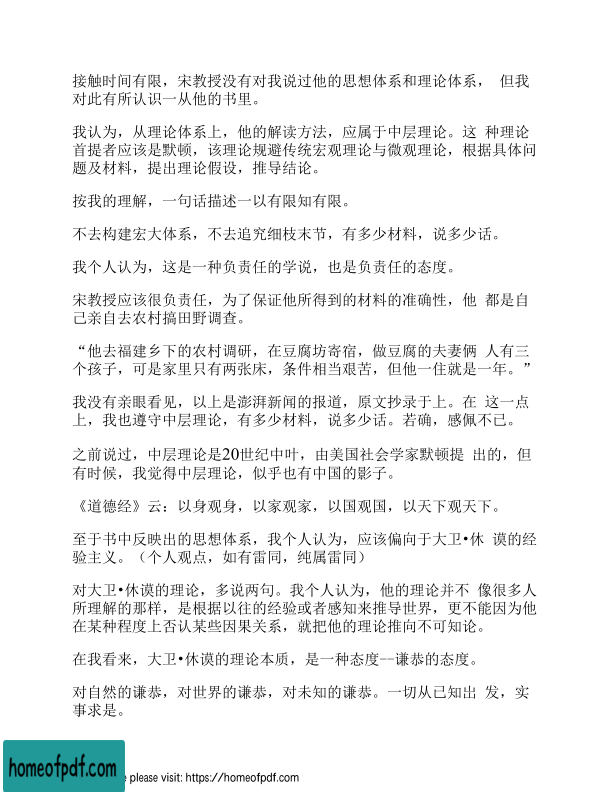 接触时间有限，宋教授没有对我说过他的思想体系和理论体系， 但我
对此有所认识一从他的书里。
我认为，从理论体系上，他的解读方法，应属于中层理论。这 种理论
首提者应该是默顿，该理论规避传统宏观理论与微观理论，根据具体问
题及材料，提出理论假设，推导结论。
按我的理解，一句话描述一以有限知有限。
不去构建宏大体系，不去追究细枝末节，有多少材料，说多少话。
我个人认为，这是一种负责任的学说，也是负责任的态度。
宋教授应该很负责任，为了保证他所得到的材料的准确性，他 都是自
己亲自去农村搞田野调查。
“他去福建乡下的农村调研，在豆腐坊寄宿，做豆腐的夫妻俩 人有三
个孩子，可是家里只有两张床，条件相当艰苦，但他一住就是一年。”
我没有亲眼看见，以上是澎湃新闻的报道，原文抄录于上。在 这一点
上，我也遵守中层理论，有多少材料，说多少话。若确，感佩不已。
之前说过，中层理论是20世纪中叶，由美国社会学家默顿提 出的，但
有时候，我觉得中层理论，似乎也有中国的影子。
《道德经》云：以身观身，以家观家，以国观国，以天下观天下。
至于书中反映出的思想体系，我个人认为，应该偏向于大卫•休 谟的经
验主义。（个人观点，如有雷同，纯属雷同）
对大卫•休谟的理论，多说两句。我个人认为，他的理论并不 像很多人
所理解的那样，是根据以往的经验或者感知来推导世界，更不能因为他
在某种程度上否认某些因果关系，就把他的理论推向不可知论。
在我看来，大卫•休谟的理论本质，是一种态度--谦恭的态度。
对自然的谦恭，对世界的谦恭，对未知的谦恭。一切从已知出 发，实
事求是。
homeofpdf.com
e please visit: https://homeofpdf.com